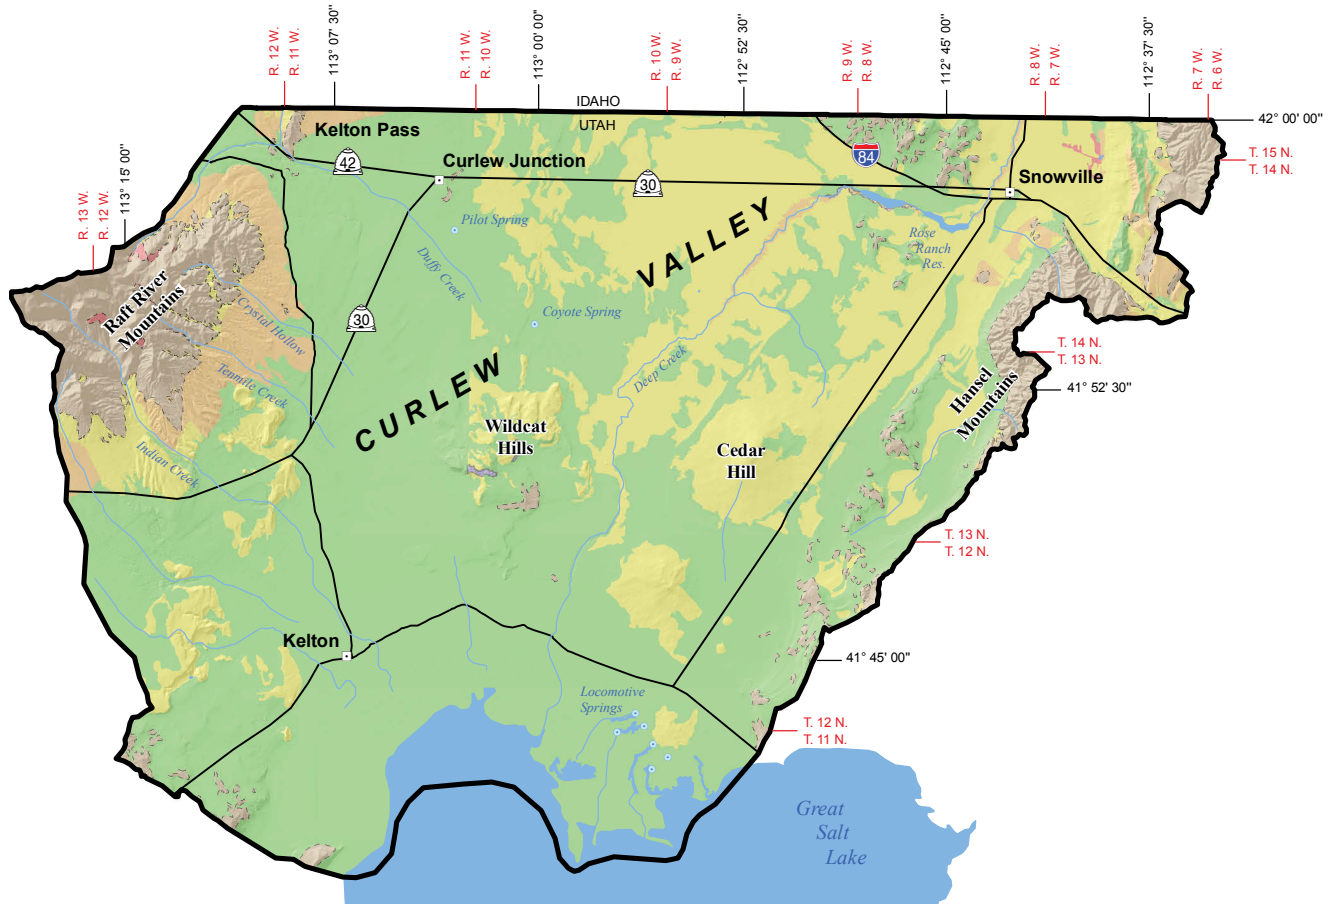 R. 12 W.
R. 11 W.
113° 07' 30"
R. 11 W.
R. 10 W.
113° 00' 00"
R. 10 W.
R. 9 W.
112° 52' 30"
R. 9 W.
R. 8 W.
112° 45' 00"
R. 8 W.
R. 7 W.
112° 37' 30"
R. 7 W.
R. 6 W.
IDAHO
UTAH
42° 00' 00"
Kelton Pass
42
Curlew Junction
84
T. 15 N.
T. 14 N.
30
Snowville
R. 13 W.
R. 12 W.
113° 15' 00"
Pilot Spring
VALLEY
Rose
Ranch
Res.
Duffy Creek
Raft River
Mountains
Crystal Hollow
30
Coyote Spring
T. 14 N.
T. 13 N.
Deep Creek
Tenmile Creek
41° 52' 30"
Hansel
Mountains
CURLEW
Wildcat
Hills
Cedar
Hill
Indian Creek
T. 13 N.
T. 12 N.
Kelton
41° 45' 00"
Locomotive
Springs
T. 12 N.
T. 11 N.
Great
Salt
Lake